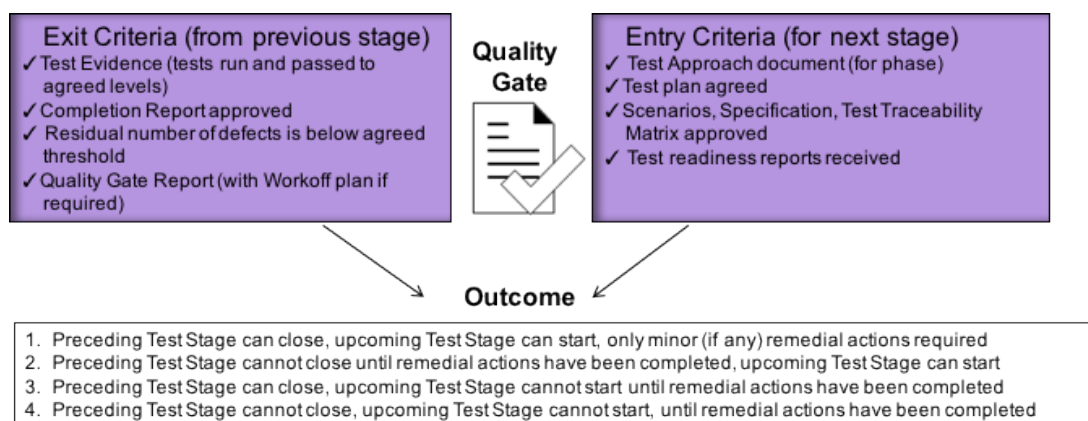 Exit Criteria (from previous stage)
✓ Test Evidence (tests run and passed to
agreed levels)
✓ Completion Report approved
✓ Residual number of defects is below agreed
threshold
✓ Quality Gate Report (with Workoff plan if
required)
Quality
Gate
Entry Criteria (for next stage)
✓ Test Approach document (for phase)
✓ Test plan agreed
✓ Scenarios, Specification, Test Traceability
Matrix approved
✓ Test readiness reports received
Outcome
1. Preceding Test Stage can close, upcoming Test Stage can start, only minor (if any) remedial actions required
2. Preceding Test Stage cannot close until remedial actions have been completed, upcoming Test Stage can start
3. Preceding Test Stage can close, upcoming Test Stage cannot start until remedial actions have been completed
4. Preceding Test Stage cannot close, upcoming Test Stage cannot start, until remedial actions have been completed